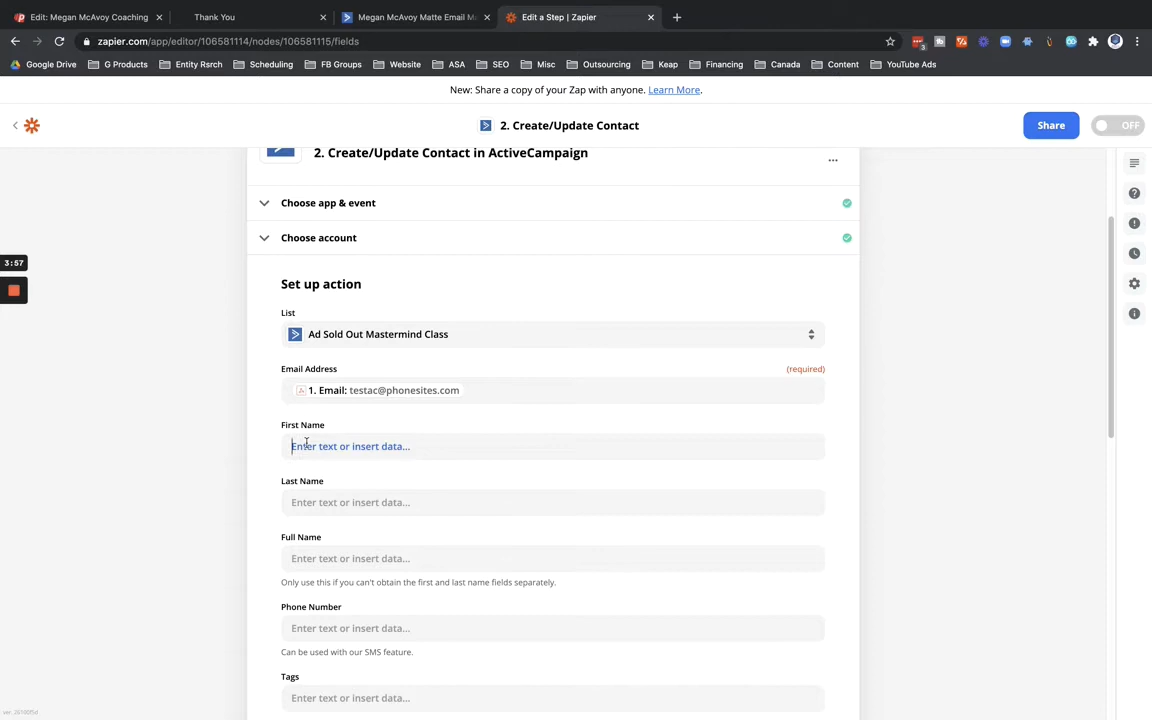 Edit: Megan McAvoy Coaching
Thank You
Megan McAvoy Matte Email Ma
Edit a Step | Zapier
zapier.com/app/editor/106581114/nodes/106581115/fields
3
Google Drive
G Products
Entity Rsrch
Scheduling
FB Groups
Website
ASA
SEO
Misc
Outsourcing
Keap
Financing
Canada
Content
YouTube Ads
New: Share a copy of your Zap with anyone. Learn More.
2. Create/Update Contact
Share
OFF
2. Create/Update Contact in ActiveCampaign
Choose app & event
Choose account
3:57
Set up action
List
Ad Sold Out Mastermind Class
Email Address
(required)
1. Email: testac@phonesites.com
First Name
Enter text or insert data...
Last Name
Enter text or insert data...
Full Name
Enter text or insert data...
Only use this if you can't obtain the first and last name fields separately.
Phone Number
Enter text or insert data...
Can be used with our SMS feature.
Tags
Enter text or insert data...